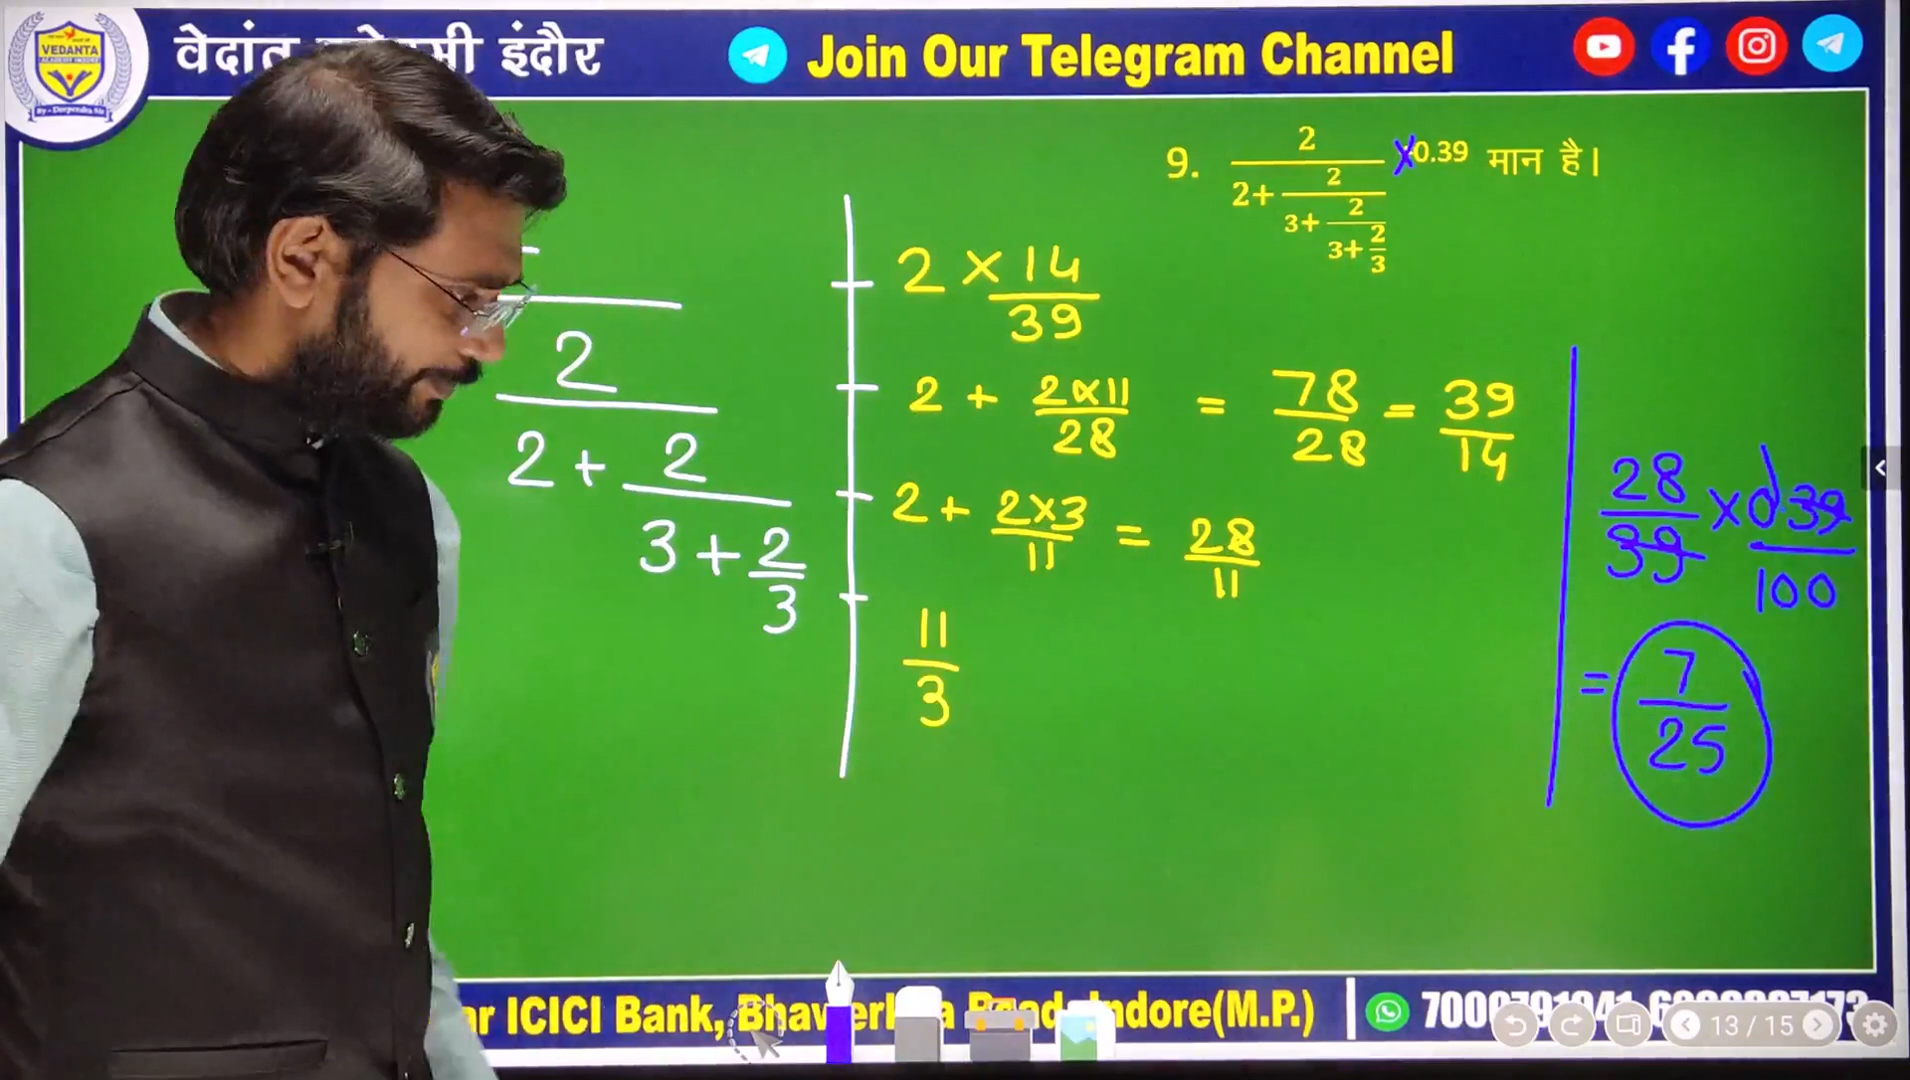 VEDANTA
वेदांत इंदौर
Join Our Telegram Channel
9. 2 / (2+ 2 / (3+ 2 / (3+ 2/3))) ×0.39 मान है।
2
2 + 2
3 + 2/3
2 × 14/39
2 + 2×11/28 = 78/28 = 39/14
2 + 2×3/11 = 28/11
11/3
28/39 × 0.39/100
= 7/25
ICICI Bank, Indore(M.P.)
13 / 15